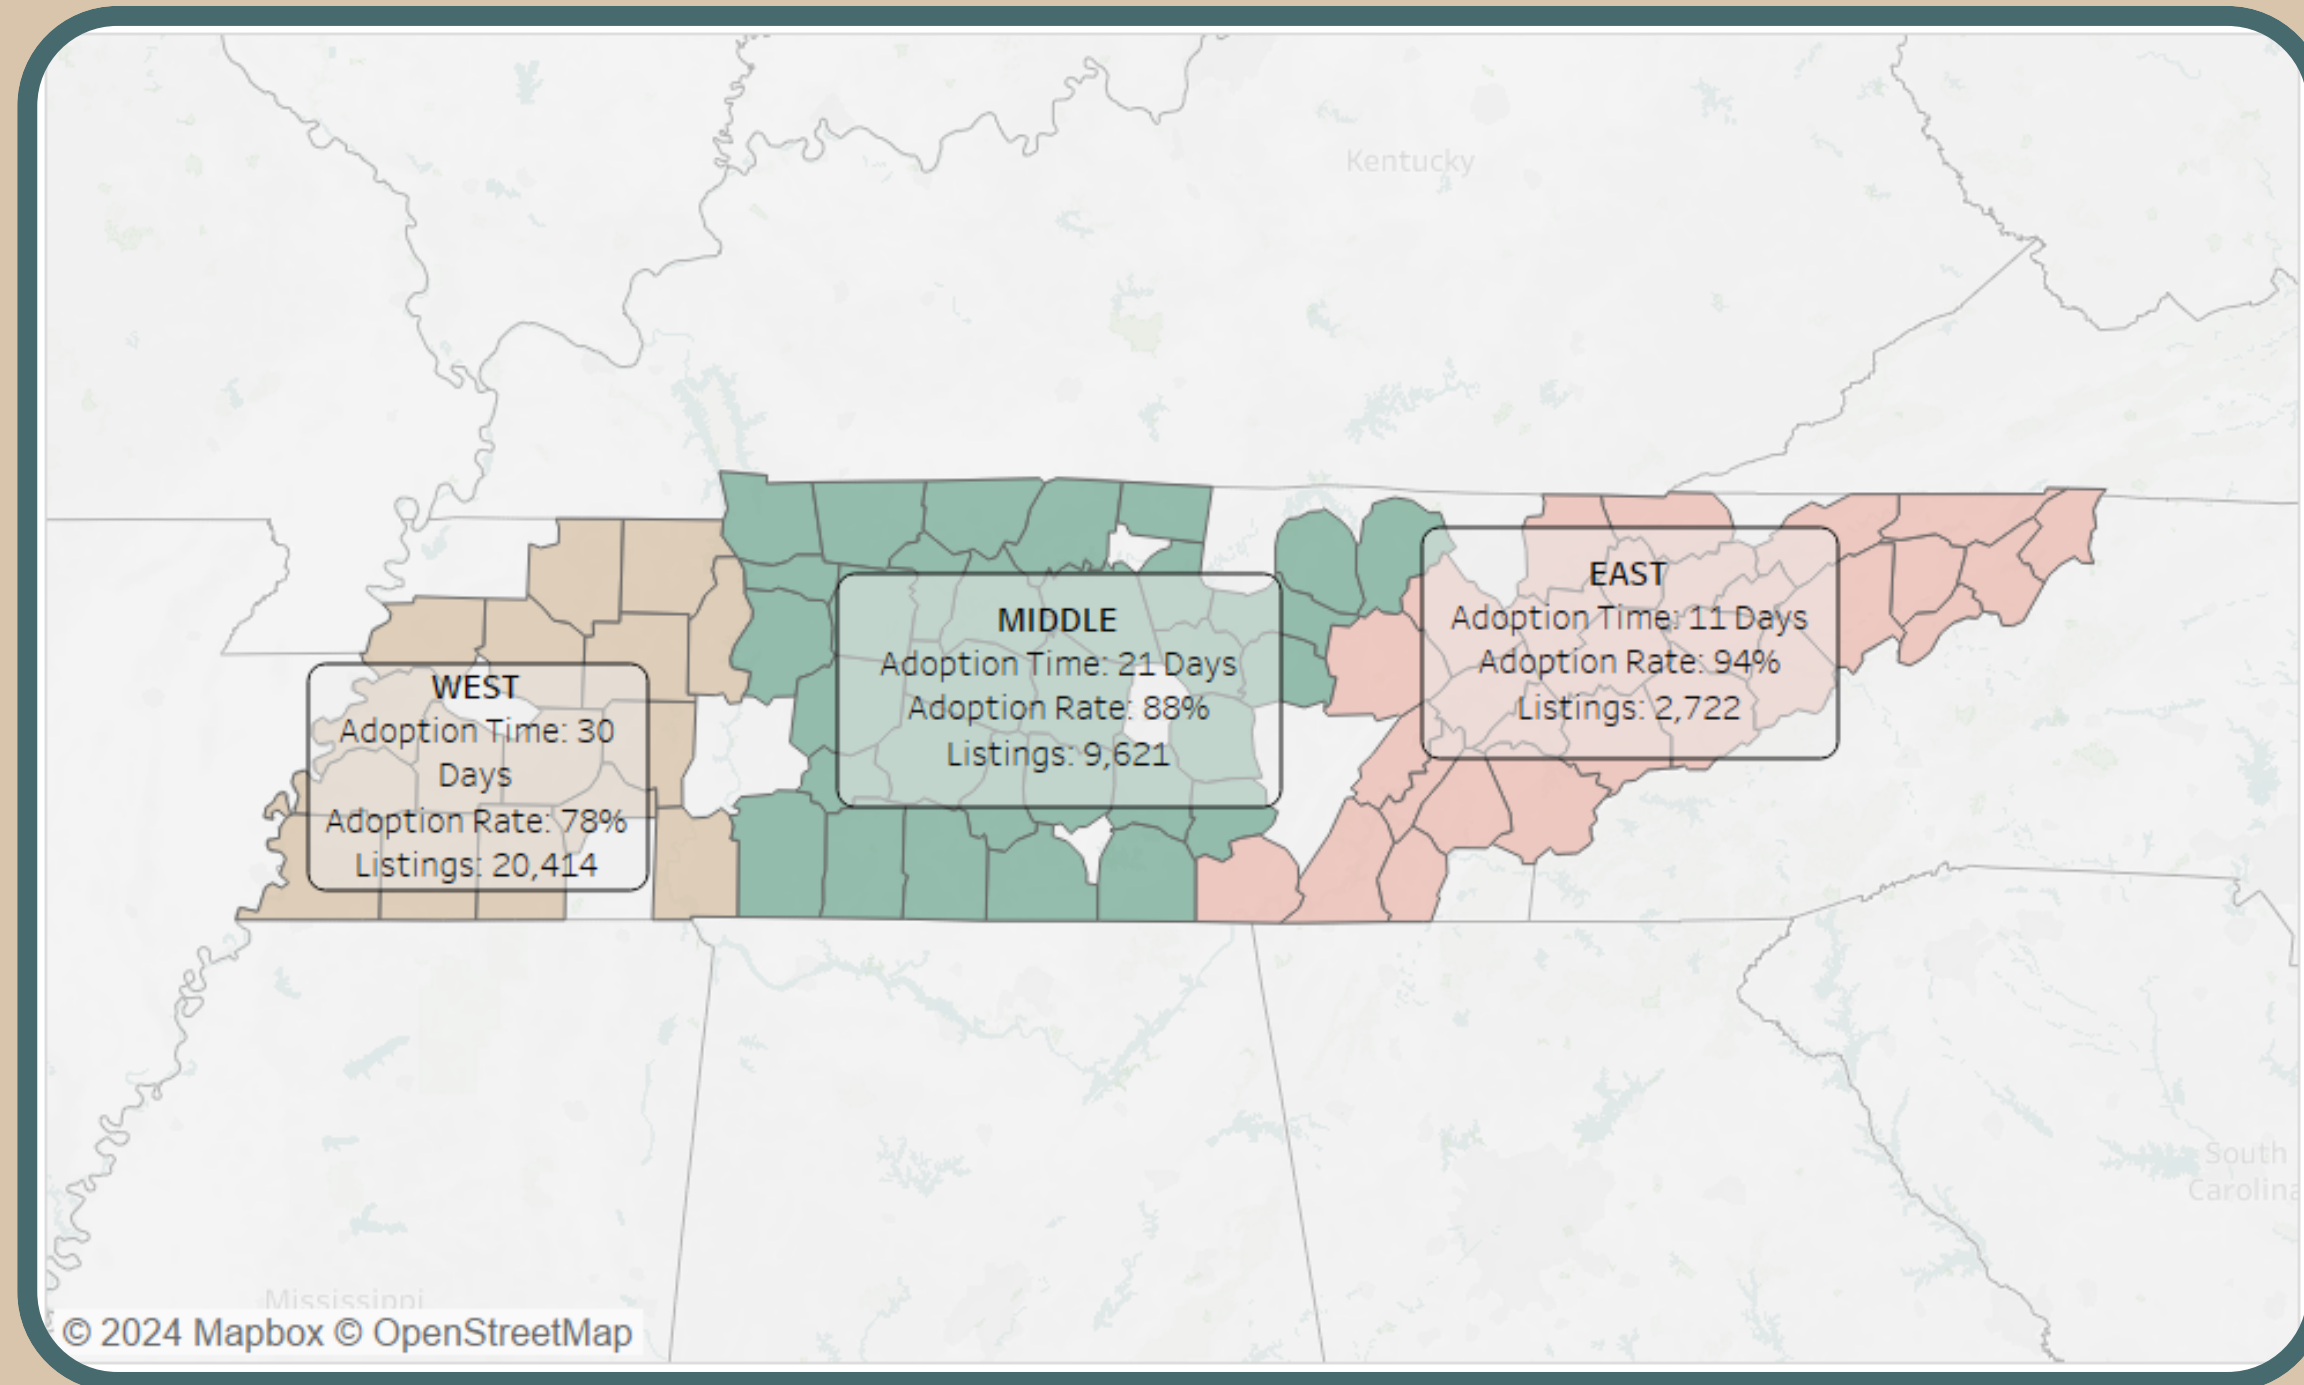 Kentucky
EAST
Adoption Time: 11 Days
Adoption Rate: 94%
Listings: 2,722
MIDDLE
Adoption Time: 21 Days
Adoption Rate: 88%
Listings: 9,621
WEST
Adoption Time: 30
Days
Adoption Rate: 78%
Listings: 20,414
South
Carolina
Mississippi
© 2024 Mapbox © OpenStreetMap